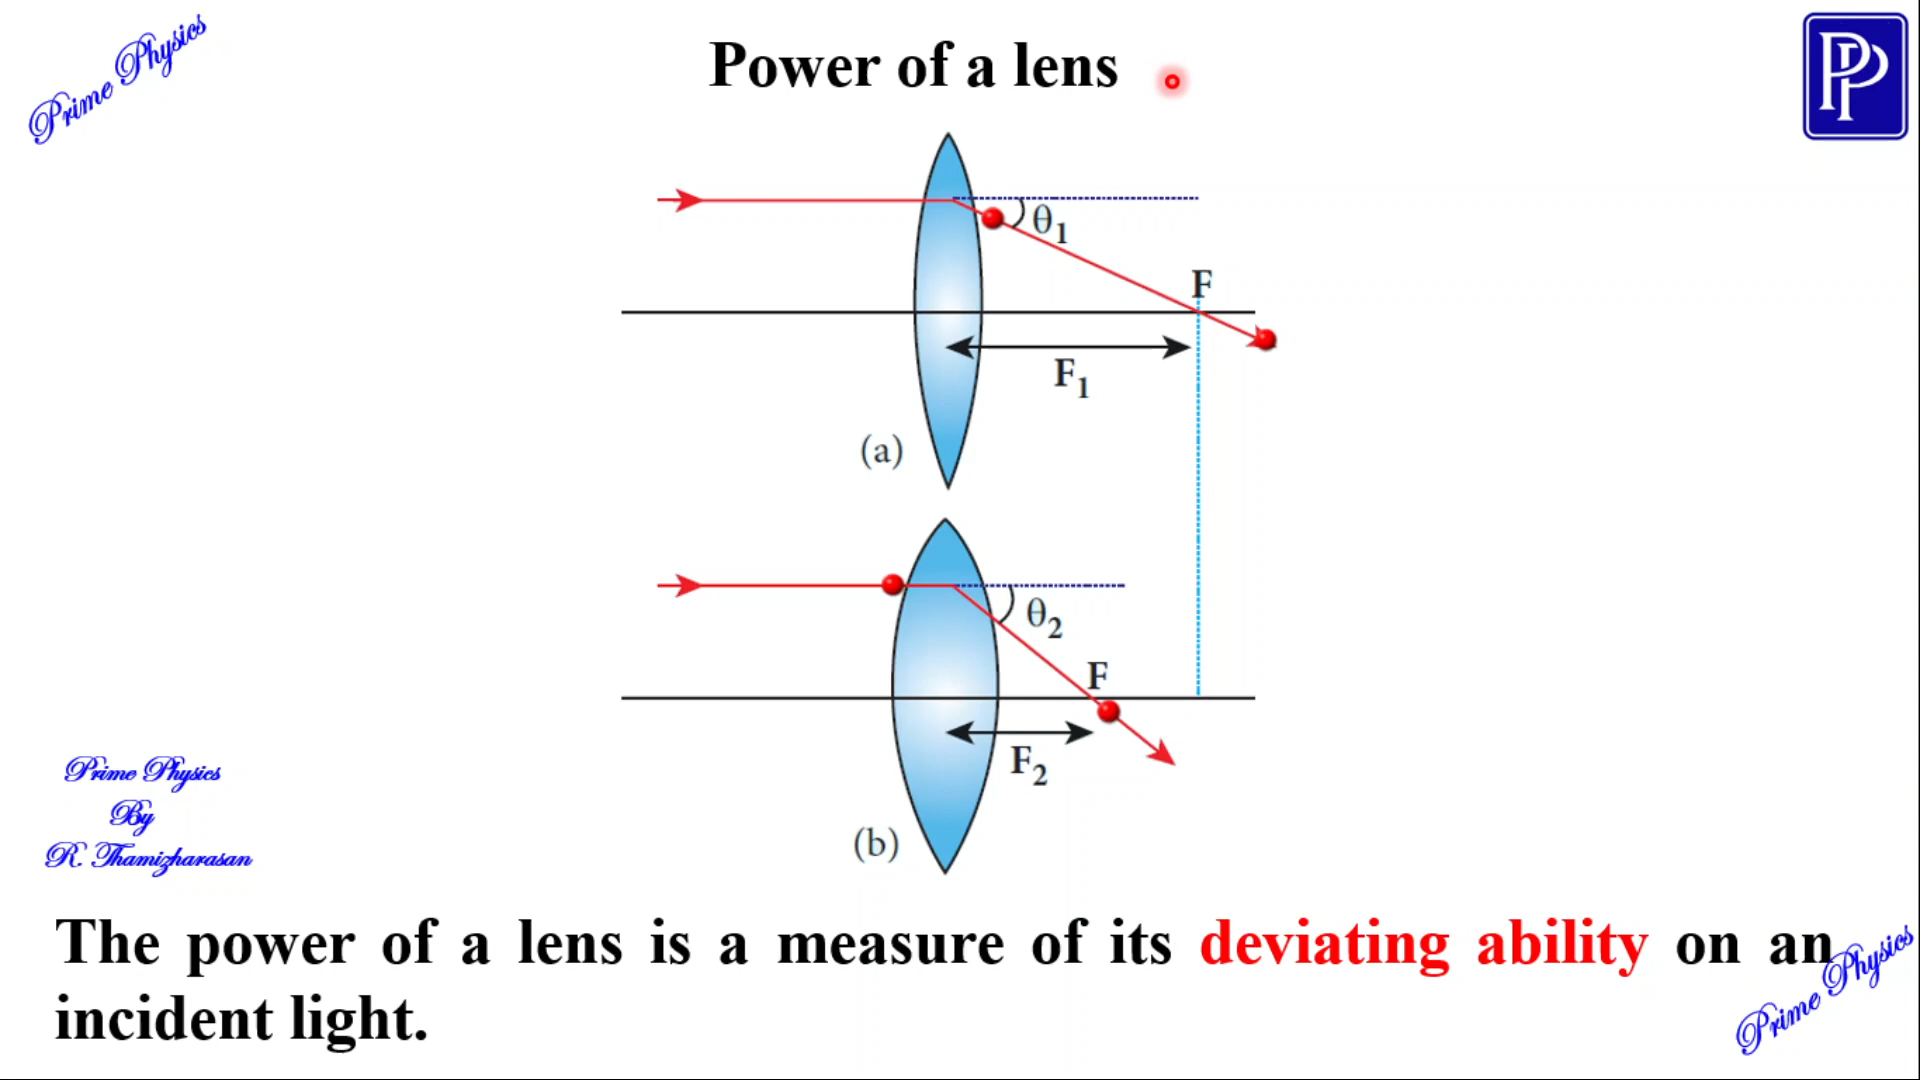 Prime Physics
Power of a lens
PP
θ1
F
F1
(a)
θ2
F
F2
(b)
Prime Physics
By
R. Thamizharasan
The power of a lens is a measure of its deviating ability on an
incident light.
Prime Physics